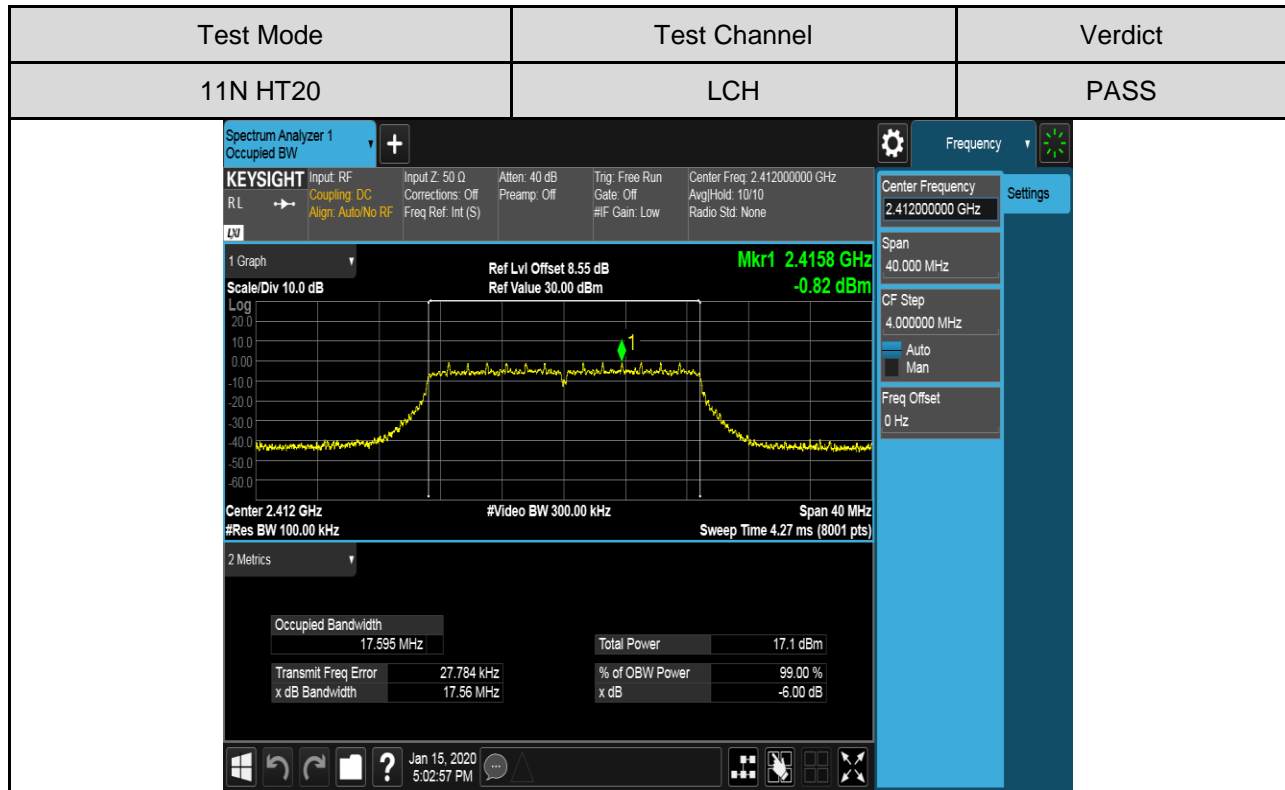 Test Mode Test Channel Verdict
11N HT20 LCH PASS
Spectrum Analyzer 1
Occupied BW
+
Frequency
KEYSIGHT
R L
LXI
Input: RF
Coupling: DC
Align: Auto/No RF
Input Z: 50 Ω
Corrections: Off
Freq Ref: Int (S)
Atten: 40 dB
Preamp: Off
Trig: Free Run
Gate: Off
#IF Gain: Low
Center Freq: 2.412000000 GHz
Avg|Hold: 10/10
Radio Std: None
Center Frequency
2.412000000 GHz
Settings
Span
40.000 MHz
CF Step
4.000000 MHz
Auto
Man
Freq Offset
0 Hz
1 Graph
Scale/Div 10.0 dB
Ref Lvl Offset 8.55 dB
Ref Value 30.00 dBm
Mkr1 2.4158 GHz
-0.82 dBm
Log
20.0
10.0
0.00
-10.0
-20.0
-30.0
-40.0
-50.0
-60.0
1
Center 2.412 GHz #Video BW 300.00 kHz Span 40 MHz
#Res BW 100.00 kHz Sweep Time 4.27 ms (8001 pts)
2 Metrics
Occupied Bandwidth
17.595 MHz
Total Power 17.1 dBm
Transmit Freq Error 27.784 kHz
% of OBW Power 99.00 %
x dB Bandwidth 17.56 MHz
x dB -6.00 dB
?
Jan 15, 2020
5:02:57 PM